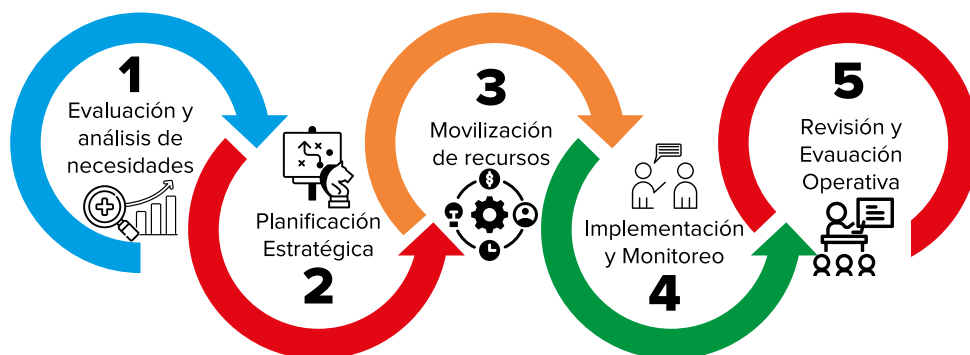 1
Evaluación y
análisis de
necesidades
Planificación
Estratégica
2
3
Movilización
de recursos
$
Implementación
y Monitoreo
4
5
Revisión y
Evauación
Operativa